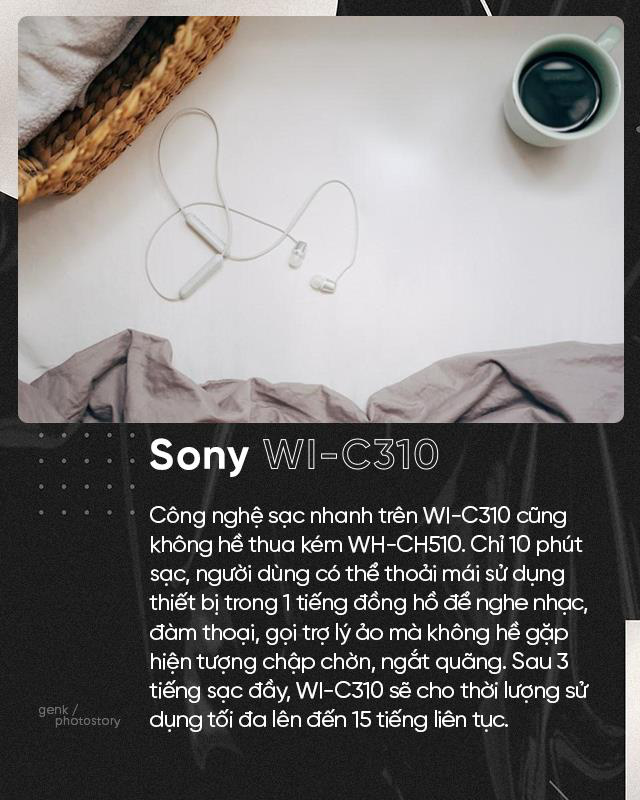 Sony WI-C310
Công nghệ sạc nhanh trên WI-C310 cũng
không hề thua kém WH-CH510. Chỉ 10 phút
sạc, người dùng có thể thoải mái sử dụng
thiết bị trong 1 tiếng đồng hồ để nghe nhạc,
đàm thoại, gọi trợ lý ảo mà không hề gặp
hiện tượng chập chờn, ngắt quãng. Sau 3
tiếng sạc đầy, WI-C310 sẽ cho thời lượng sử
dụng tối đa lên đến 15 tiếng liên tục.
genk /
photostory